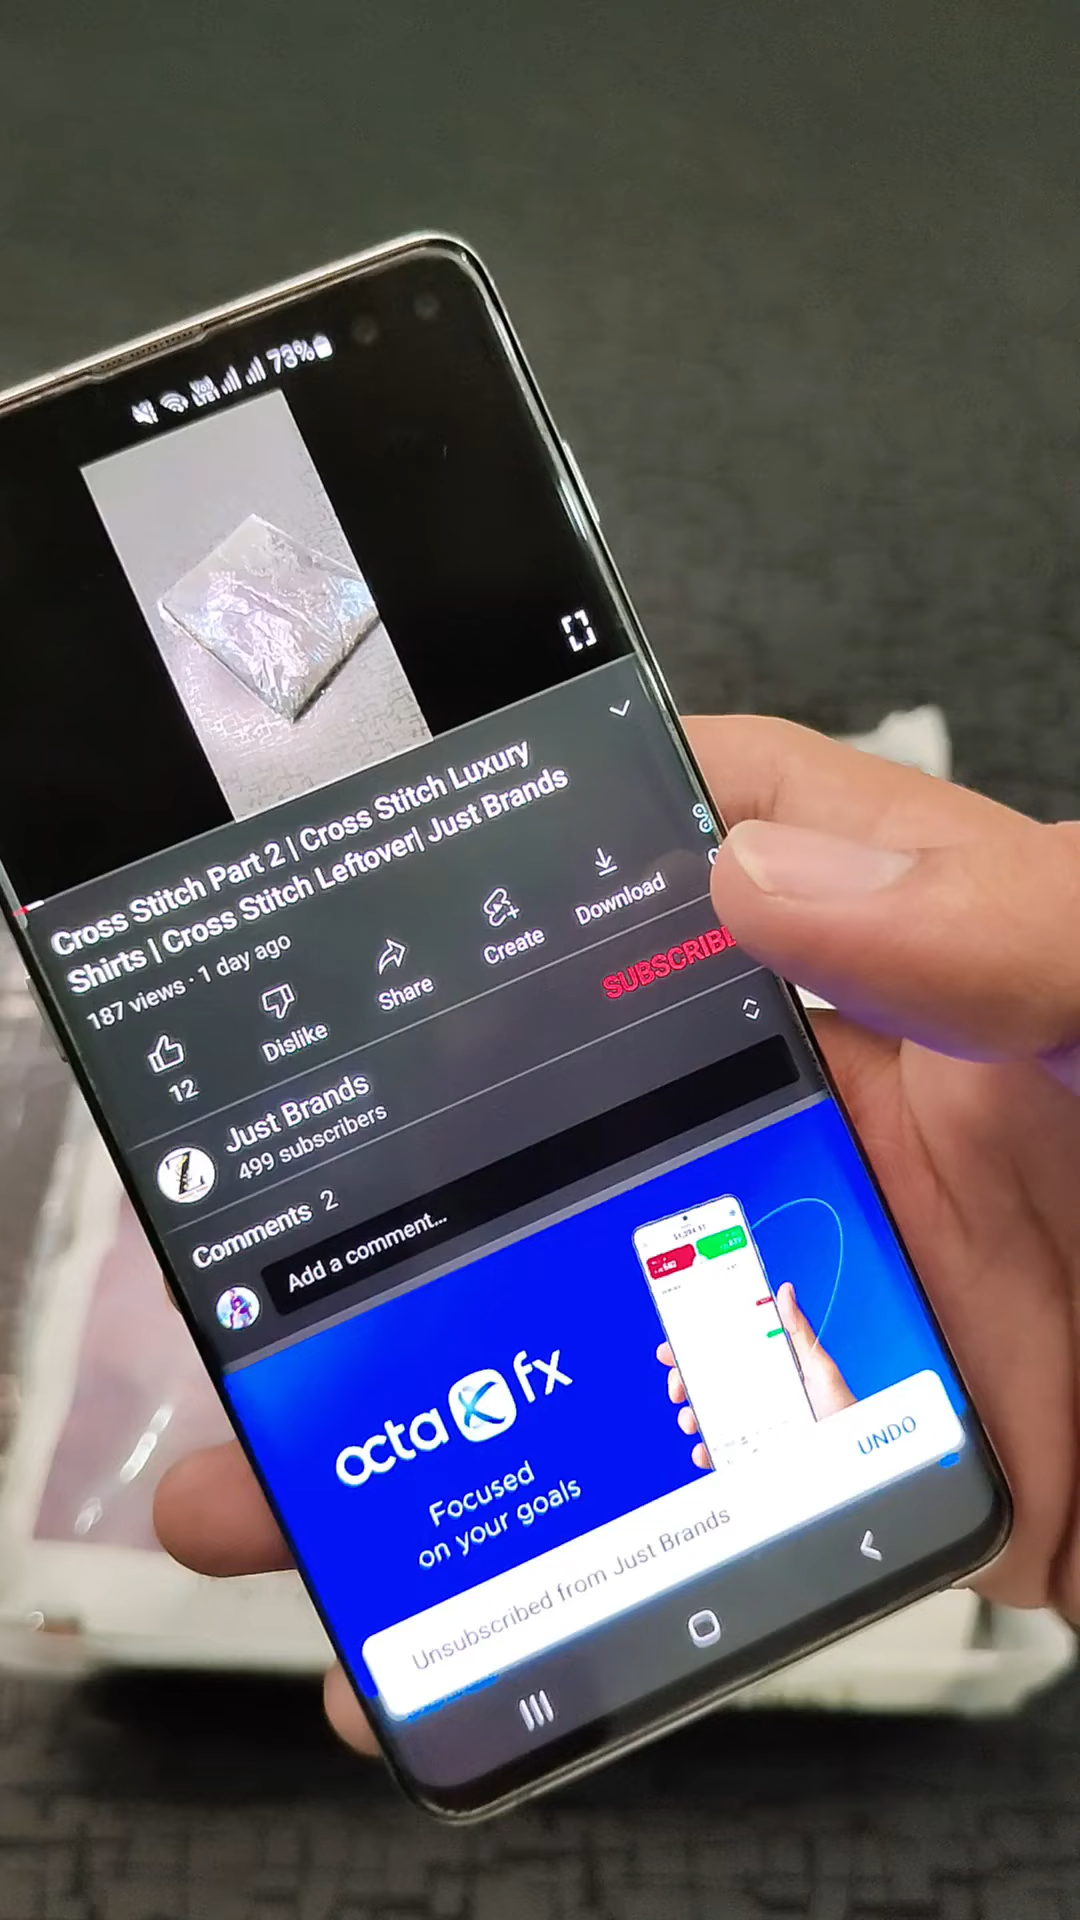 73%
Cross Stitch Part 2 | Cross Stitch Luxury
Shirts | Cross Stitch Leftover| Just Brands
187 views · 1 day ago
12
Dislike
Share
Create
Download
Just Brands
499 subscribers
SUBSCRIBE
Comments 2
Add a comment...
octa fx
Focused
on your goals
Unsubscribed from Just Brands
UNDO